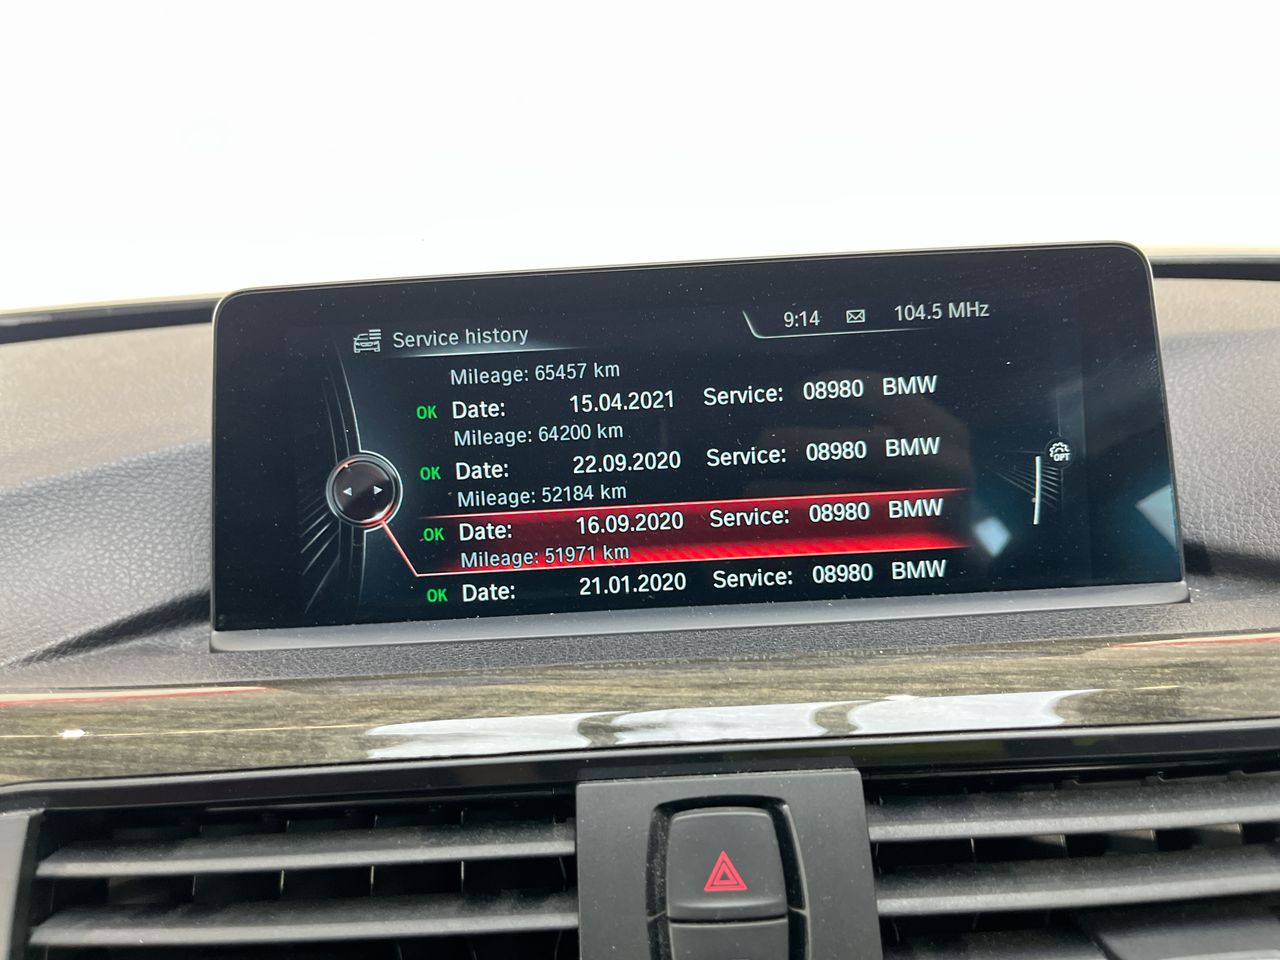 Service history
9:14 104.5 MHz
Mileage: 65457 km
OK Date: 15.04.2021 Service: 08980 BMW
Mileage: 64200 km
OK Date: 22.09.2020 Service: 08980 BMW
Mileage: 52184 km
OK Date: 16.09.2020 Service: 08980 BMW
Mileage: 51971 km
OK Date: 21.01.2020 Service: 08980 BMW
OPT